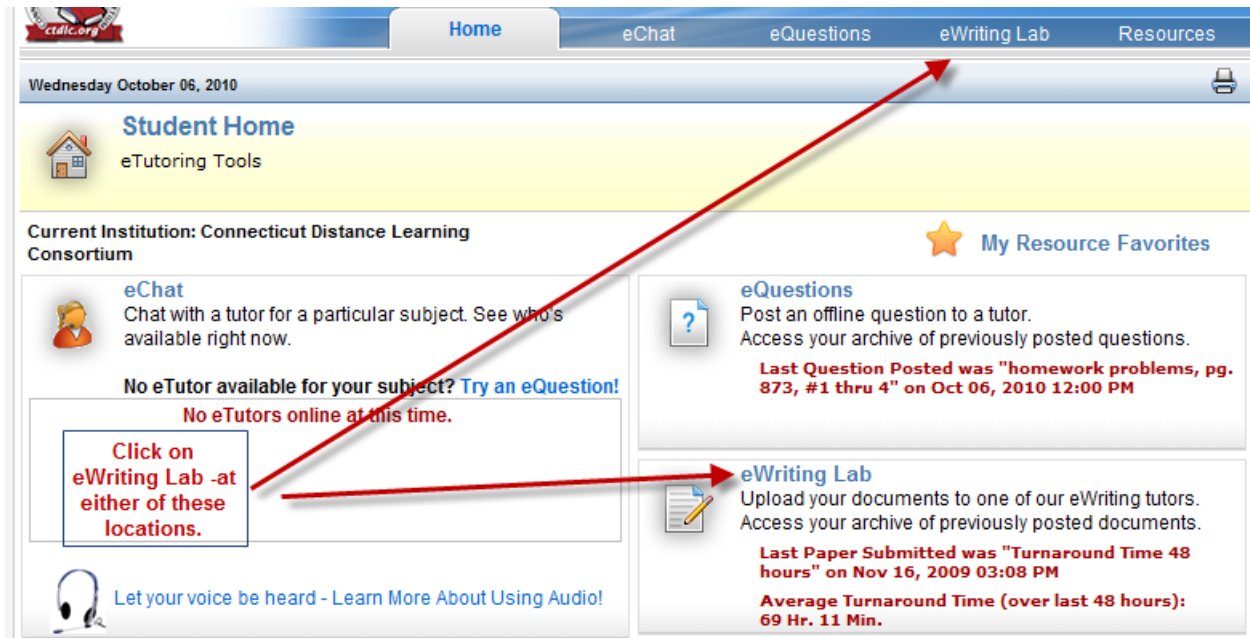 ctdlc.org
Home
eChat
eQuestions
eWriting Lab
Resources
Wednesday October 06, 2010
Student Home
eTutoring Tools
Current Institution: Connecticut Distance Learning
Consortium
My Resource Favorites
eChat
Chat with a tutor for a particular subject. See who's
available right now.
No eTutor available for your subject? Try an eQuestion!
No eTutors online at this time.
Click on
eWriting Lab -at
either of these
locations.
Let your voice be heard - Learn More About Using Audio!
eQuestions
Post an offline question to a tutor.
Access your archive of previously posted questions.
Last Question Posted was "homework problems, pg.
873, #1 thru 4" on Oct 06, 2010 12:00 PM
eWriting Lab
Upload your documents to one of our eWriting tutors.
Access your archive of previously posted documents.
Last Paper Submitted was "Turnaround Time 48
hours" on Nov 16, 2009 03:08 PM
Average Turnaround Time (over last 48 hours):
69 Hr. 11 Min.